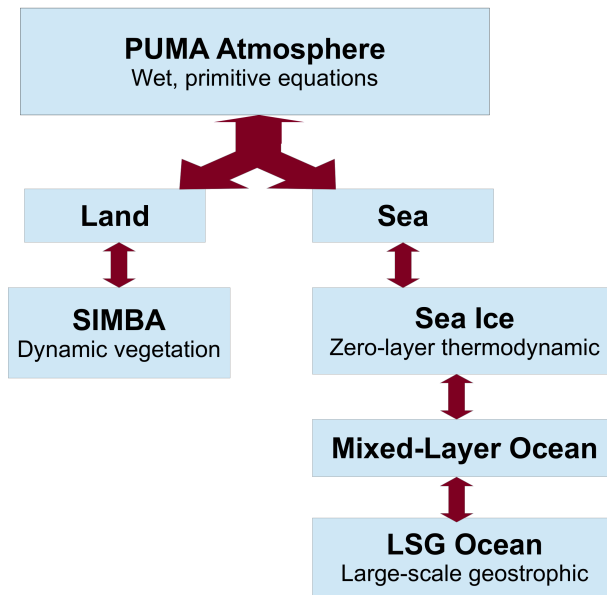 PUMA Atmosphere
Wet, primitive equations
Land
Sea
SIMBA
Dynamic vegetation
Sea Ice
Zero-layer thermodynamic
Mixed-Layer Ocean
LSG Ocean
Large-scale geostrophic